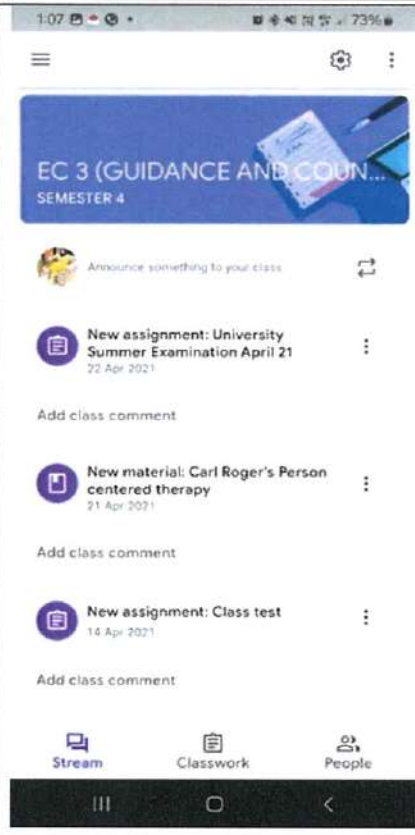 1:07
73%
EC 3 (GUIDANCE AND COUN...
SEMESTER 4
Announce something to your class
New assignment: University
Summer Examination April 21
22 Apr 2021
Add class comment
New material: Carl Roger's Person
centered therapy
21 Apr 2021
Add class comment
New assignment: Class test
14 Apr 2021
Add class comment
Stream
Classwork
People